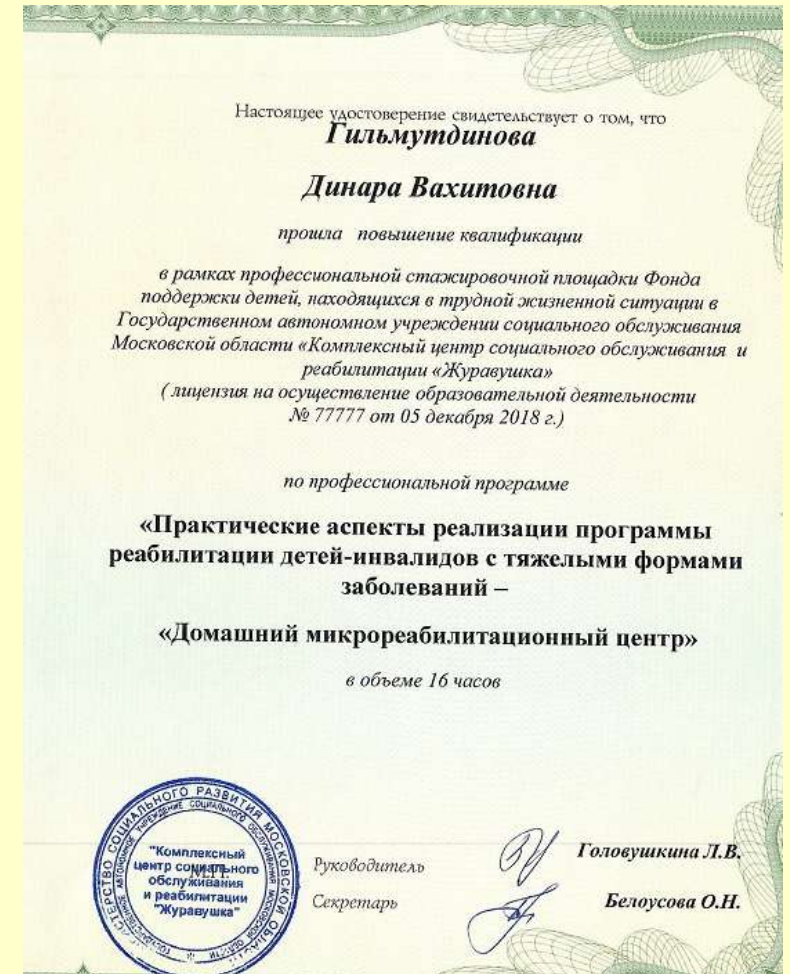 Настоящее удостоверение свидетельствует о том, что
Гильмутдинова
Динара Вахитовна
прошла повышение квалификации
в рамках профессиональной стажировочной площадки Фонда
поддержки детей, находящихся в трудной жизненной ситуации в
Государственном автономном учреждении социального обслуживания
Московской области «Комплексный центр социального обслуживания и
реабилитации «Журавушка»
( лицензия на осуществление образовательной деятельности
№ 77777 от 05 декабря 2018 г.)
по профессиональной программе
«Практические аспекты реализации программы
реабилитации детей-инвалидов с тяжелыми формами
заболеваний –
«Домашний микрореабилитационный центр»
в объеме 16 часов
СОЦИАЛЬНОГО РАЗВИТИЯ МОСКОВСКОЙ
"Комплексный
центр социального
обслуживания
и реабилитации
"Журавушка"
М.П.
Руководитель
Головушкина Л.В.
Секретарь
Белоусова О.Н.